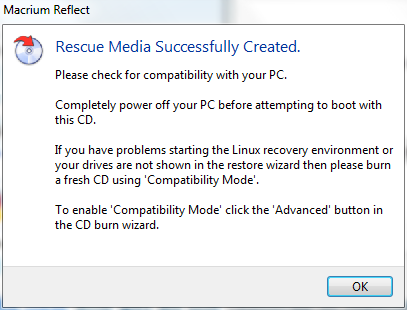 Macrium Reflect
Rescue Media Successfully Created.
Please check for compatibility with your PC.
Completely power off your PC before attempting to boot with
this CD.
If you have problems starting the Linux recovery environment or
your drives are not shown in the restore wizard then please burn
a fresh CD using 'Compatibility Mode'.
To enable 'Compatibility Mode' click the 'Advanced' button in
the CD burn wizard.
OK